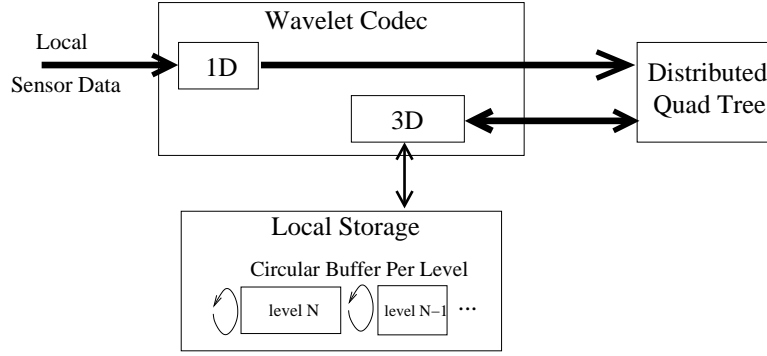 Wavelet Codec
Local
Sensor Data
1D
3D
Distributed
Quad Tree
Local Storage
Circular Buffer Per Level
level N
level N−1
...